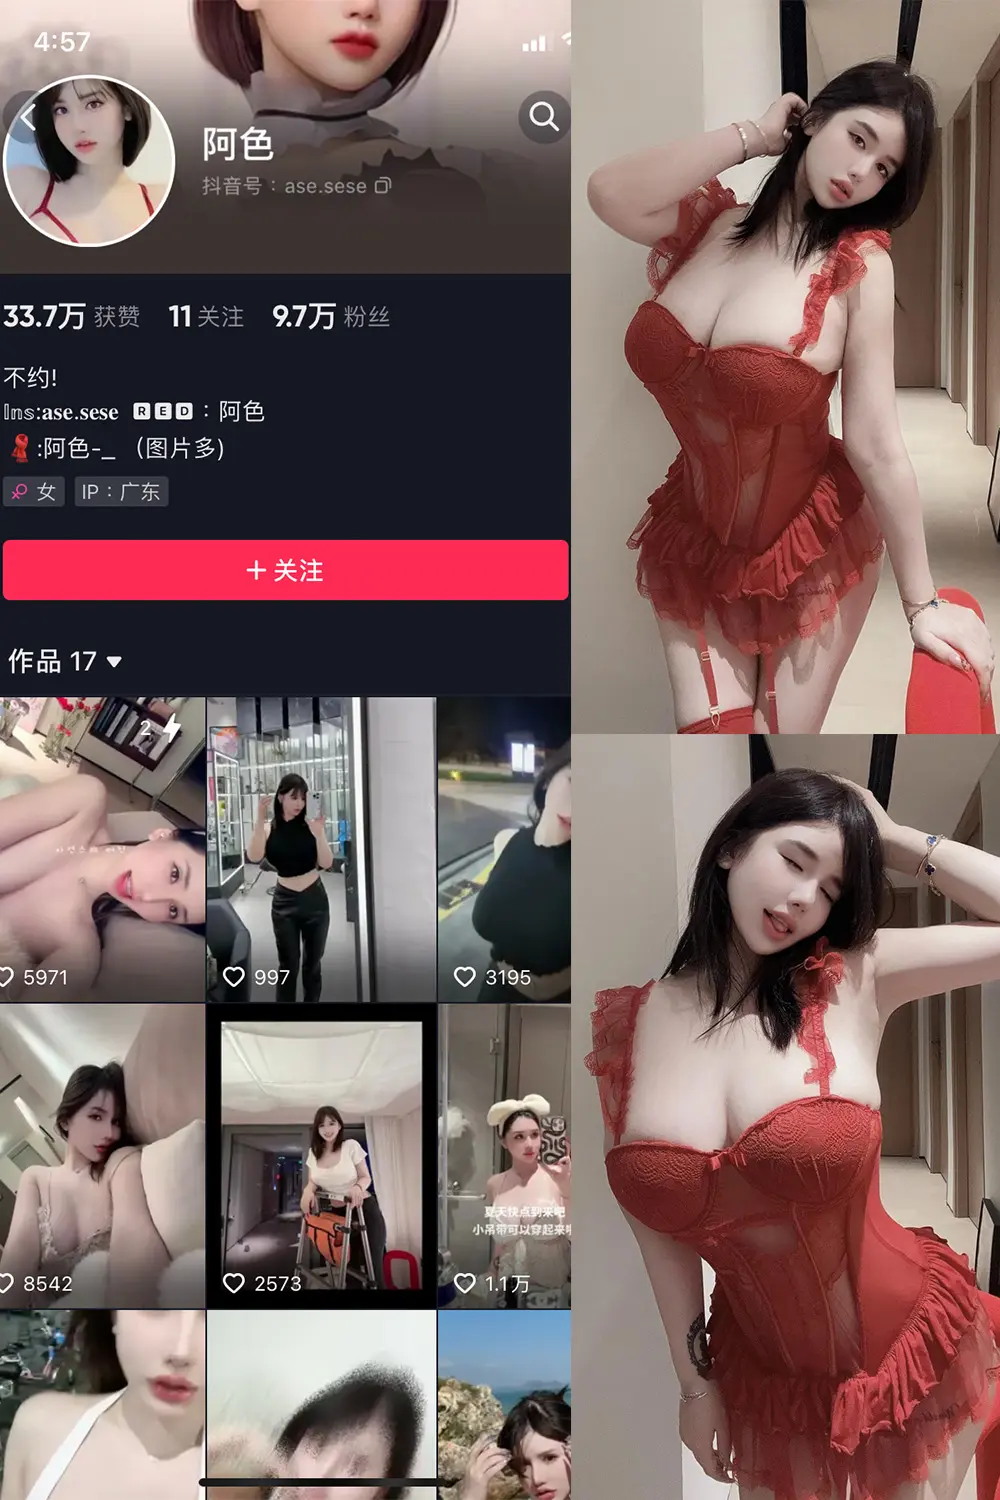 4:57
阿色
抖音号：ase.sese
33.7万 获赞 11 关注 9.7万 粉丝
不约!
𝕀𝕟𝕤:𝐚𝐬𝐞.𝐬𝐞𝐬𝐞 🆁🅴🅳：阿色
:阿色-_ （图片多）
女 IP：广东
+ 关注
作品 17
2
5971
997
3195
8542
2573
夏天快点到来吧
小吊带可以穿起来
1.1万